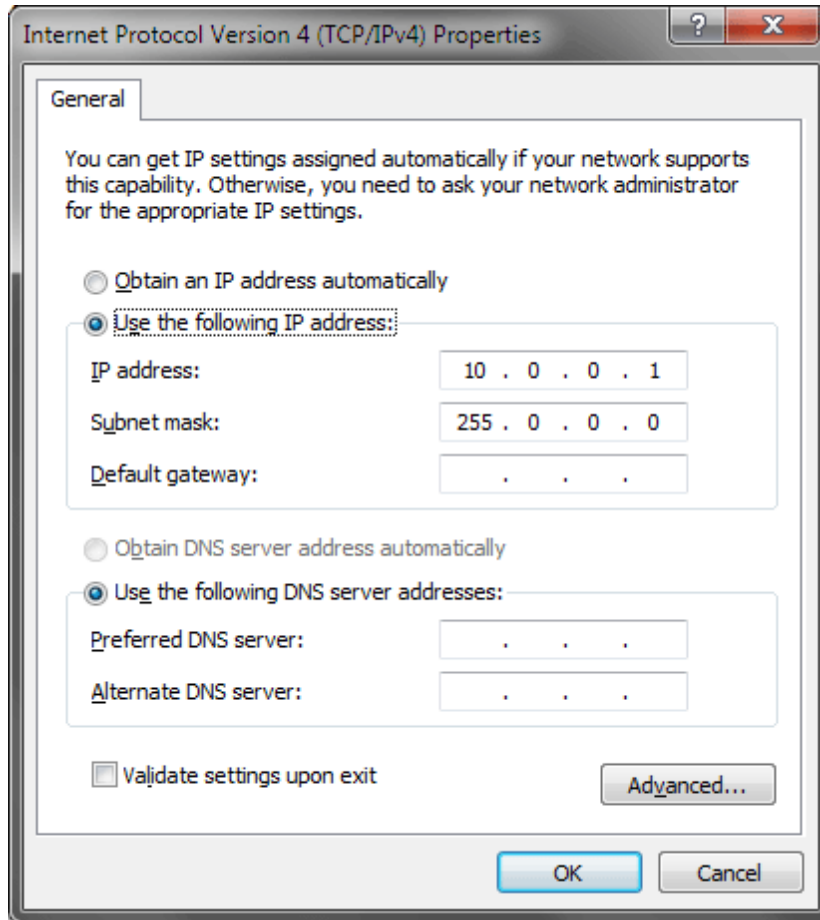 Internet Protocol Version 4 (TCP/IPv4) Properties
?
General
You can get IP settings assigned automatically if your network supports
this capability. Otherwise, you need to ask your network administrator
for the appropriate IP settings.
Obtain an IP address automatically
Use the following IP address:
IP address: 10 . 0 . 0 . 1
Subnet mask: 255 . 0 . 0 . 0
Default gateway: . . .
Obtain DNS server address automatically
Use the following DNS server addresses:
Preferred DNS server: . . .
Alternate DNS server: . . .
Validate settings upon exit
Advanced...
OK Cancel